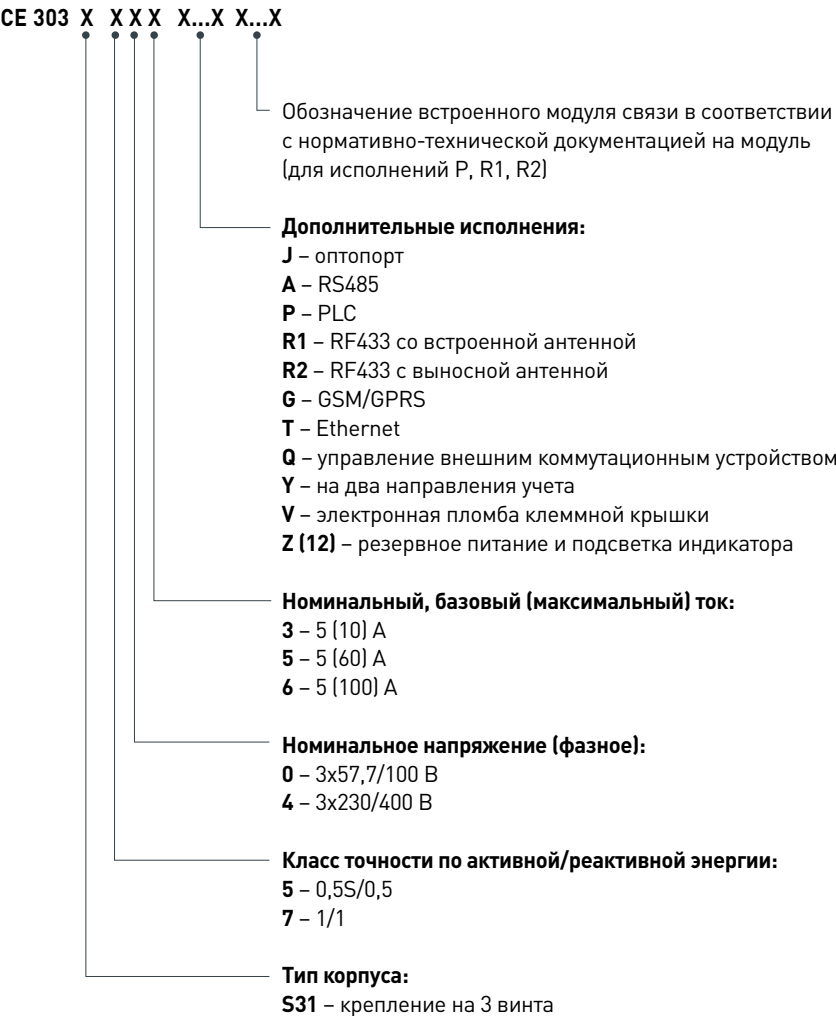 CE 303 X X X X X...X X...X
Обозначение встроенного модуля связи в соответствии
с нормативно-технической документацией на модуль
(для исполнений P, R1, R2)
Дополнительные исполнения:
J – оптопорт
A – RS485
P – PLC
R1 – RF433 со встроенной антенной
R2 – RF433 с выносной антенной
G – GSM/GPRS
T – Ethernet
Q – управление внешним коммутационным устройством
Y – на два направления учета
V – электронная пломба клеммной крышки
Z (12) – резервное питание и подсветка индикатора
Номинальный, базовый (максимальный) ток:
3 – 5 (10) А
5 – 5 (60) А
6 – 5 (100) А
Номинальное напряжение (фазное):
0 – 3х57,7/100 В
4 – 3х230/400 В
Класс точности по активной/реактивной энергии:
5 – 0,5S/0,5
7 – 1/1
Тип корпуса:
S31 – крепление на 3 винта